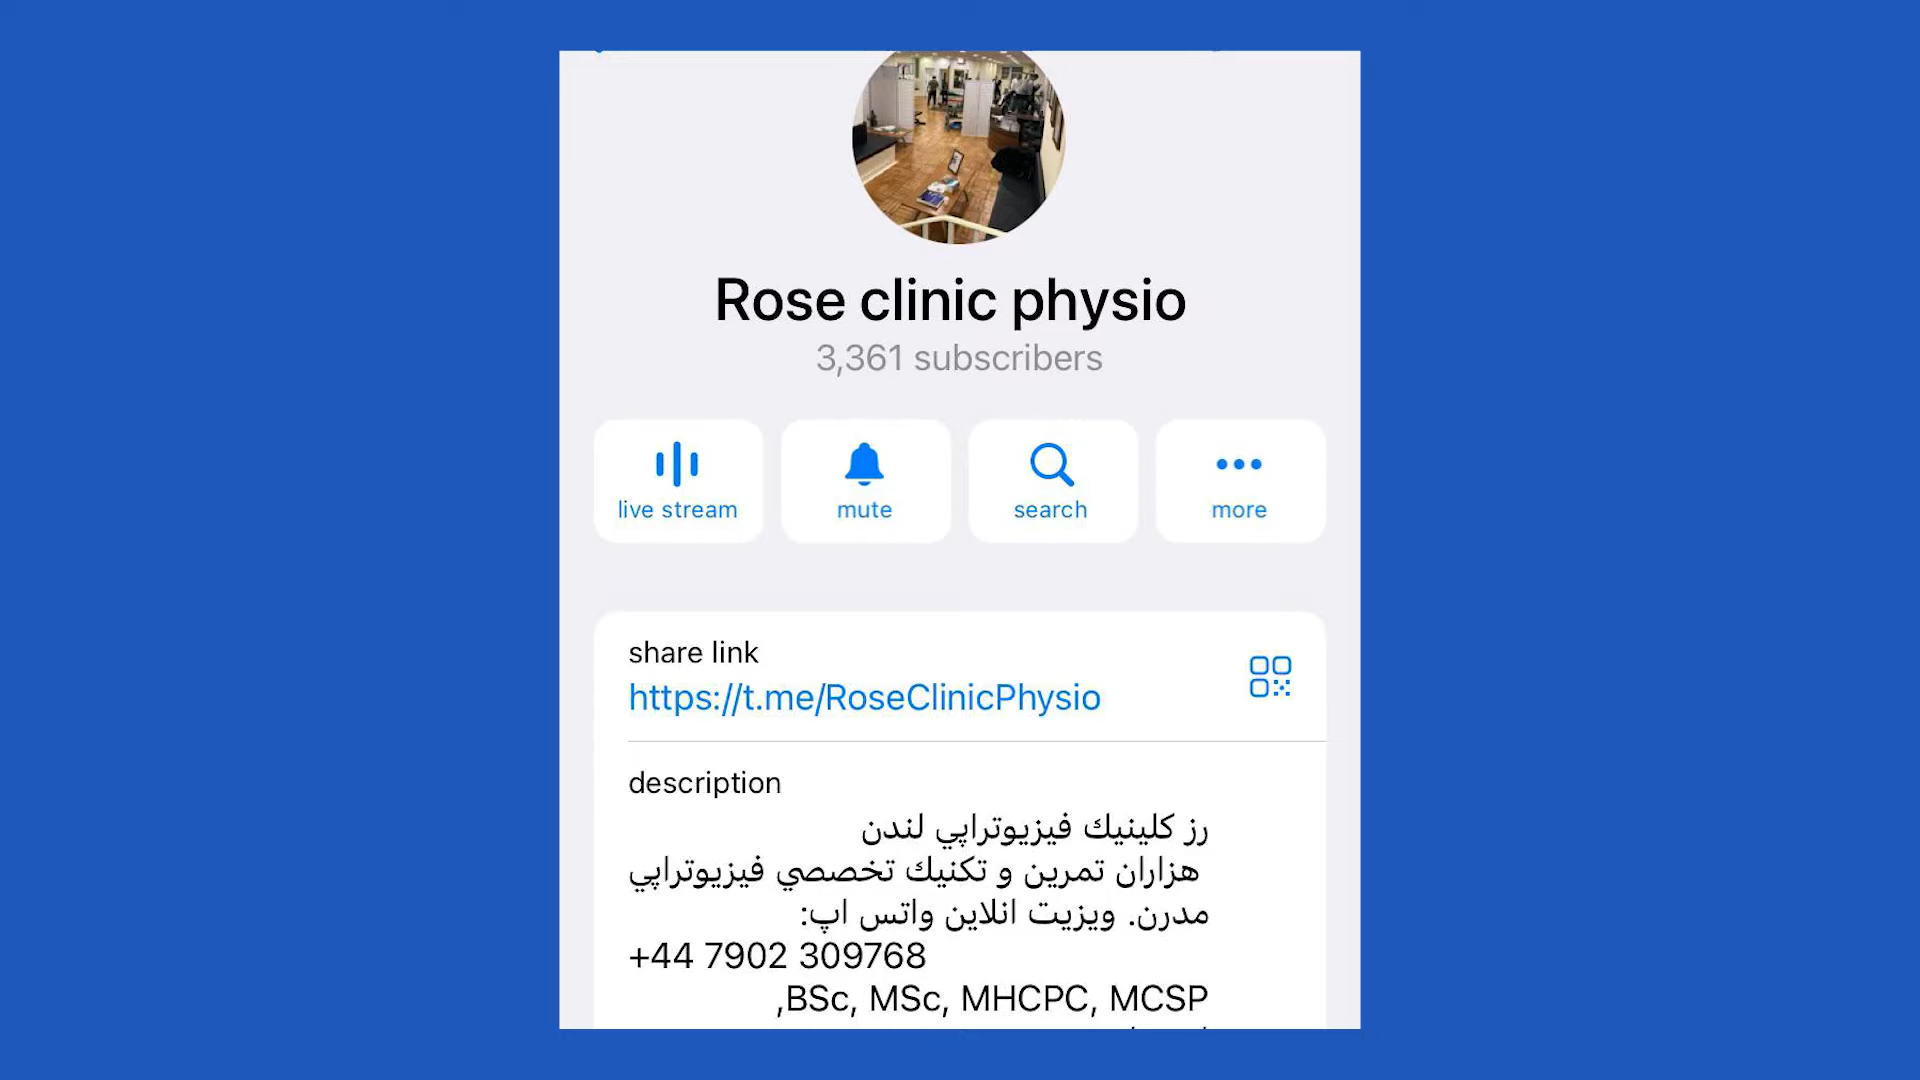 Rose clinic physio
3,361 subscribers
live stream
mute
search
more
share link
https://t.me/RoseClinicPhysio
description
رز كلينيك فيزيوتراپي لندن
هزاران تمرين و تكنيك تخصصي فيزيوتراپي
مدرن. ويزيت انلاين واتس اپ:
+44 7902 309768
BSc, MSc, MHCPC, MCSP,